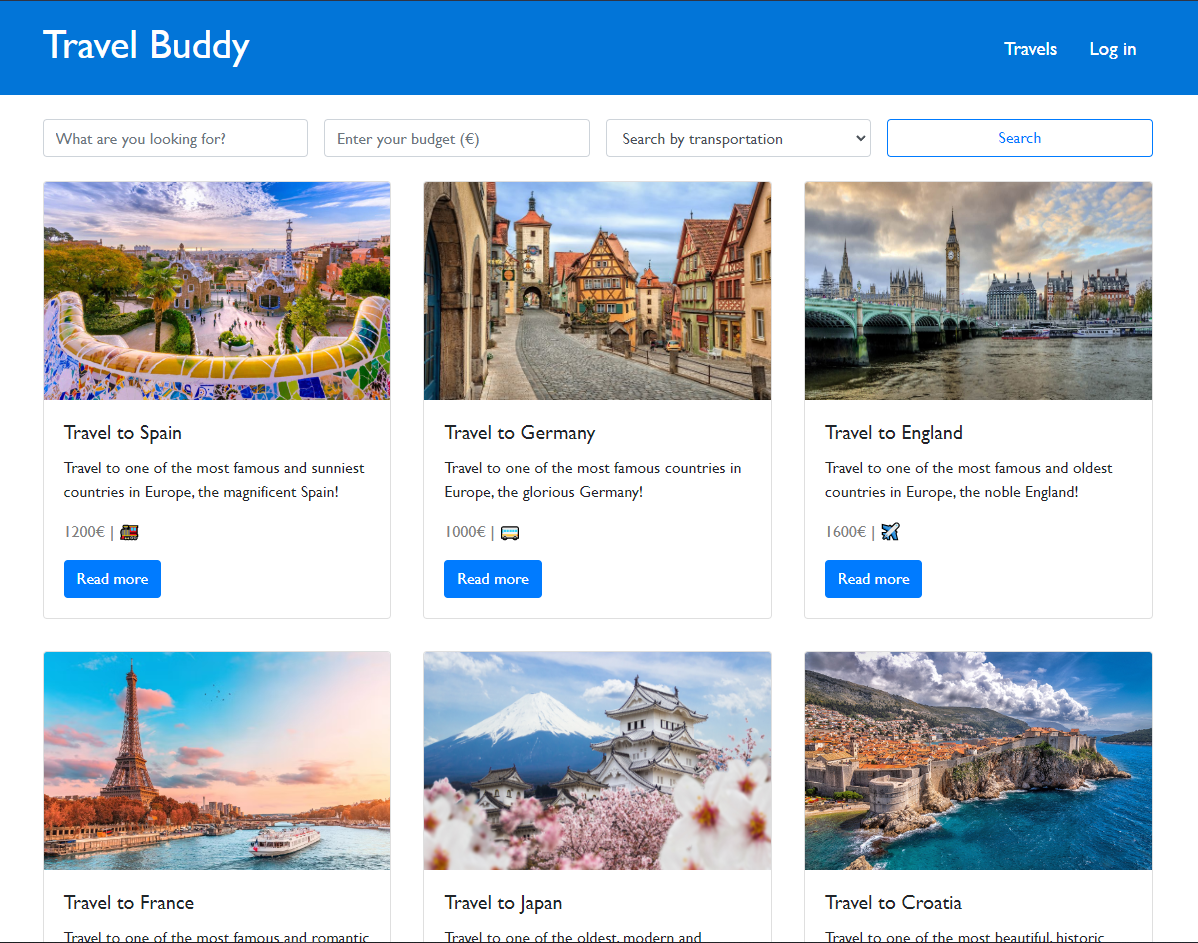 Travel Buddy
Travels
Log in
What are you looking for?
Enter your budget (€)
Search by transportation
Search
Travel to Spain
Travel to one of the most famous and sunniest
countries in Europe, the magnificent Spain!
1200€ |
Read more
Travel to Germany
Travel to one of the most famous countries in
Europe, the glorious Germany!
1000€ |
Read more
Travel to England
Travel to one of the most famous and oldest
countries in Europe, the noble England!
1600€ |
Read more
Travel to France
Travel to one of the most famous and romantic
Travel to Japan
Travel to one of the oldest, modern and
Travel to Croatia
Travel to one of the most beautiful, historic